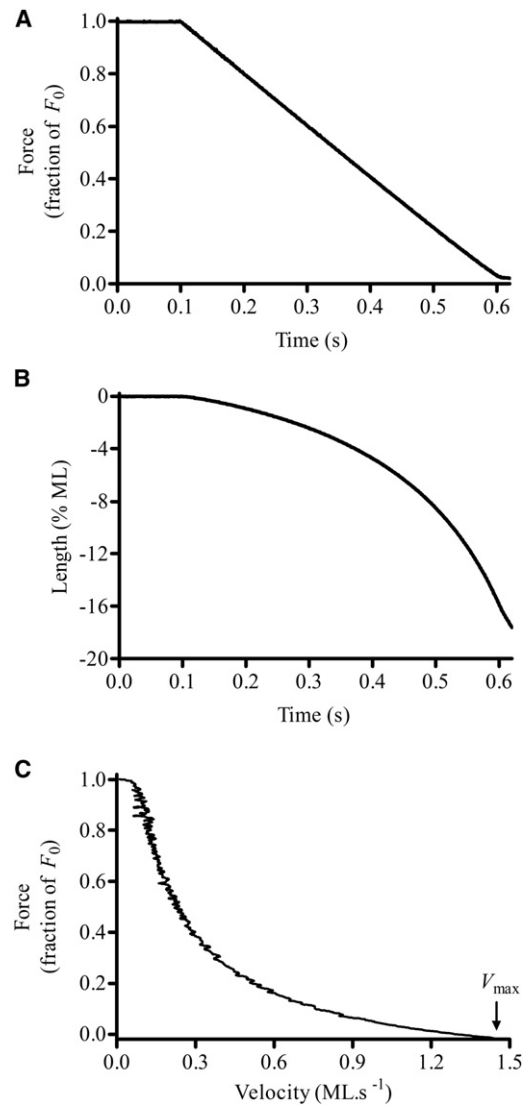 A
1.0
0.8
0.6
0.4
0.2
0.0
Force
(fraction of F0)
0.0 0.1 0.2 0.3 0.4 0.5 0.6
Time (s)
B
0
-4
-8
-12
-16
-20
Length (% ML)
0.0 0.1 0.2 0.3 0.4 0.5 0.6
Time (s)
C
1.0
0.8
0.6
0.4
0.2
0.0
Force
(fraction of F0)
Vmax
0.0 0.3 0.6 0.9 1.2 1.5
Velocity (ML.s-1)